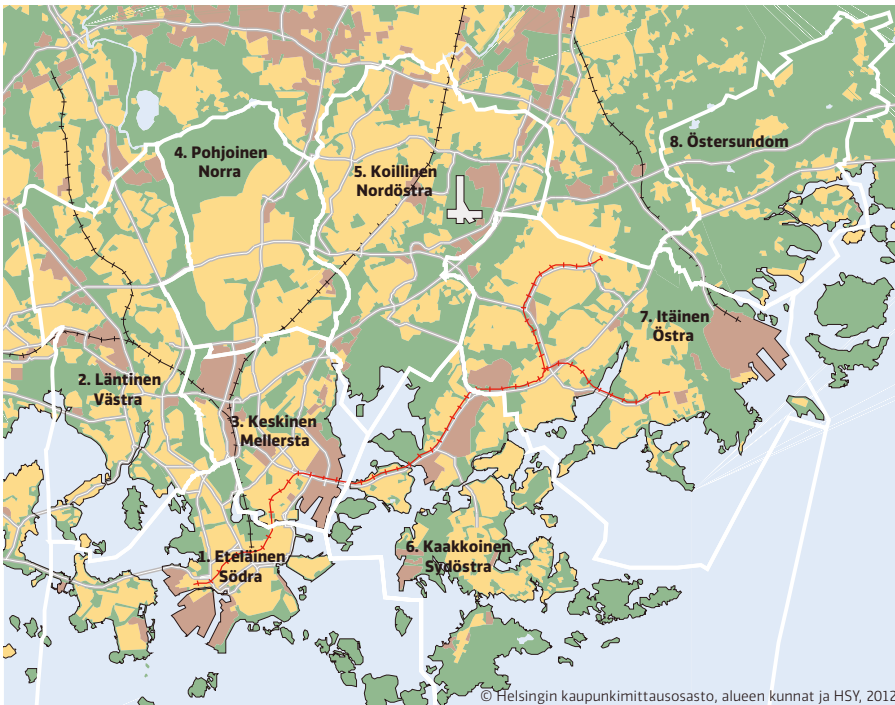 4. Pohjoinen
Norra
5. Koillinen
Nordöstra
8. Östersundom
7. Itäinen
Östra
2. Läntinen
Västra
3. Keskinen
Mellersta
1. Eteläinen
Södra
6. Kaakkoinen
Sydöstra
© Helsingin kaupunkimittausosasto, alueen kunnat ja HSY, 2012